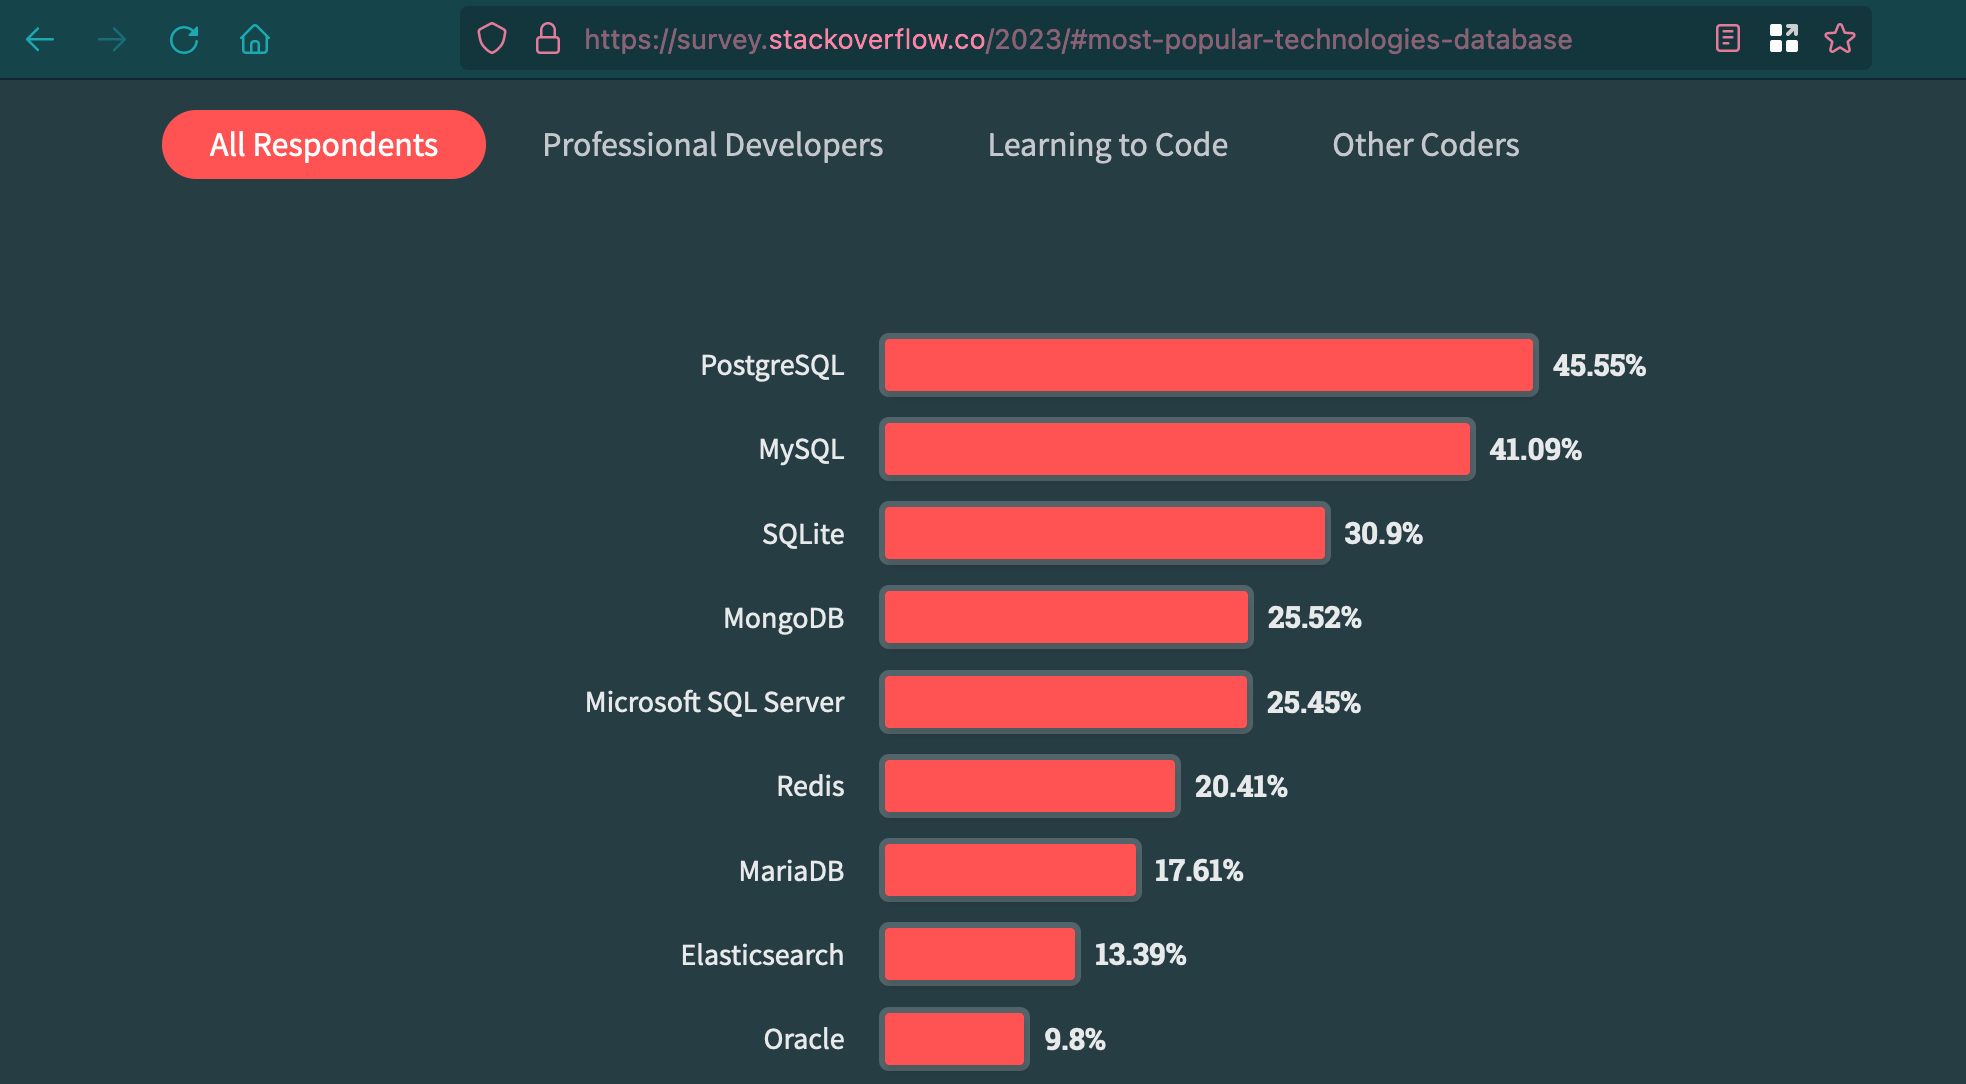 https://survey.stackoverflow.co/2023/#most-popular-technologies-database
All Respondents Professional Developers Learning to Code Other Coders
PostgreSQL 45.55%
MySQL 41.09%
SQLite 30.9%
MongoDB 25.52%
Microsoft SQL Server 25.45%
Redis 20.41%
MariaDB 17.61%
Elasticsearch 13.39%
Oracle 9.8%